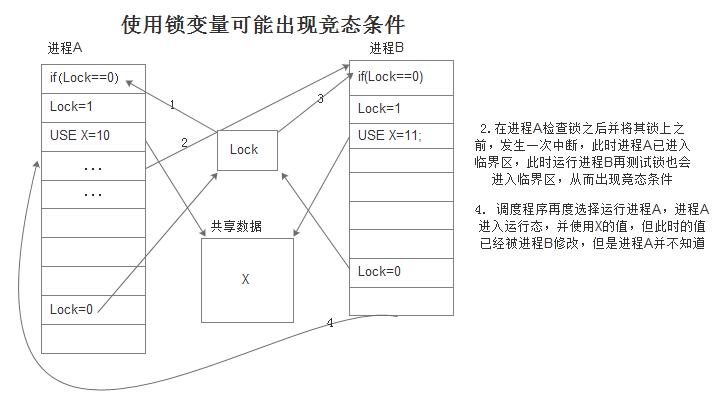 使用锁变量可能出现竞态条件
进程A
if(Lock==0)
Lock=1
USE X=10
...
...
Lock=0
1
2
3
Lock
共享数据
X
4
进程B
if(Lock==0)
Lock=1
USE X=11;
Lock=0
2.在进程A检查锁之后并将其锁上之
前，发生一次中断，此时进程A已进入
临界区，此时运行进程B再测试锁也会
进入临界区，从而出现竟态条件
4. 调度程序再度选择运行进程A，进程A
进入运行态，并使用X的值，但此时的值
已经被进程B修改，但是进程A并不知道